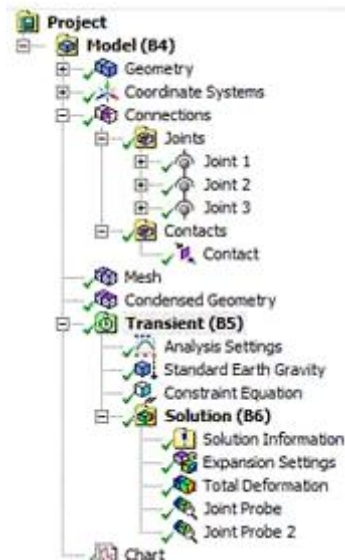 Project
Model (B4)
Geometry
Coordinate Systems
Connections
Joints
Joint 1
Joint 2
Joint 3
Contacts
Contact
Mesh
Condensed Geometry
Transient (B5)
Analysis Settings
Standard Earth Gravity
Constraint Equation
Solution (B6)
Solution Information
Expansion Settings
Total Deformation
Joint Probe
Joint Probe 2
Chart